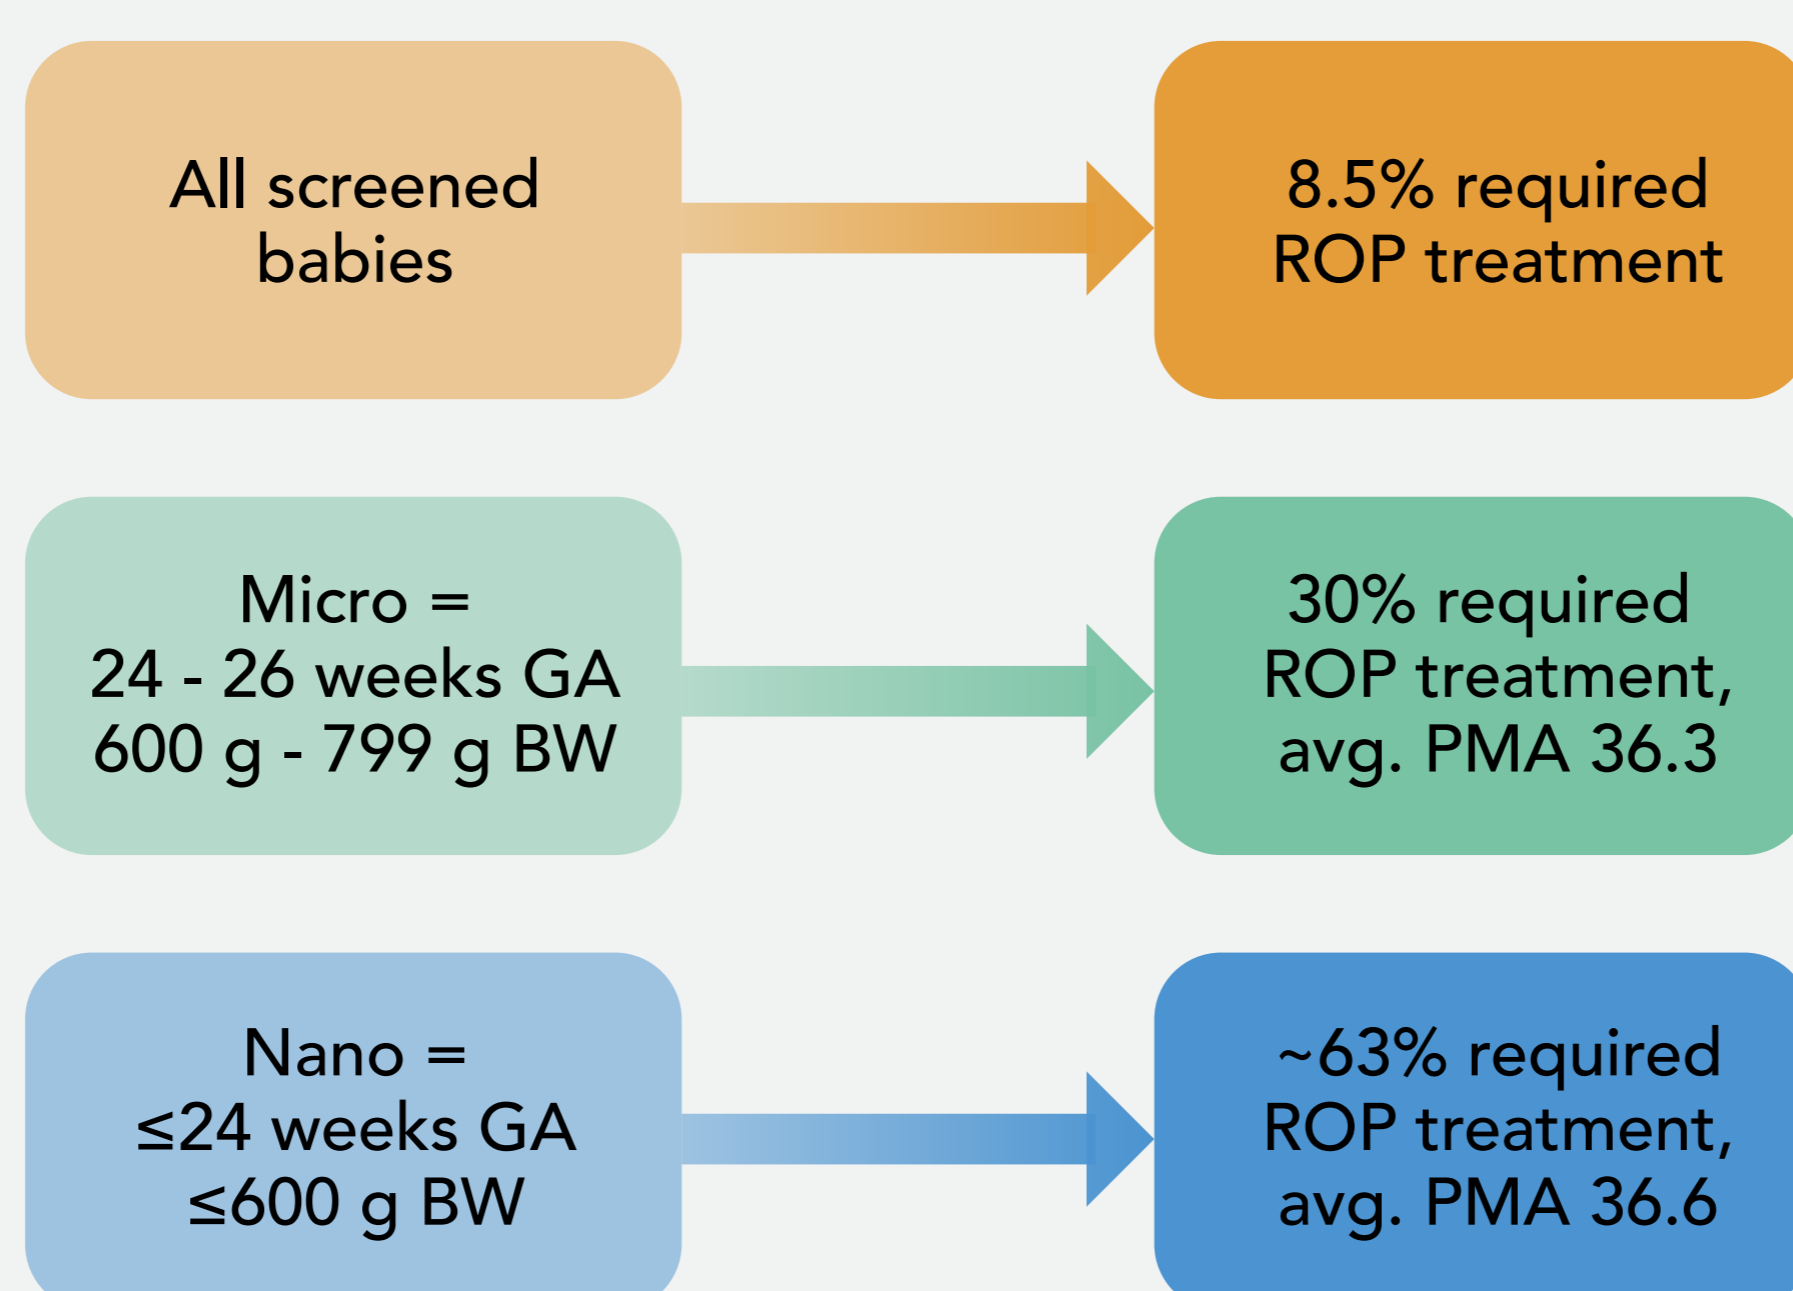 All screened
babies
8.5% required
ROP treatment
Micro =
24 - 26 weeks GA
600 g - 799 g BW
30% required
ROP treatment,
avg. PMA 36.3
Nano =
≤24 weeks GA
≤600 g BW
~63% required
ROP treatment,
avg. PMA 36.6